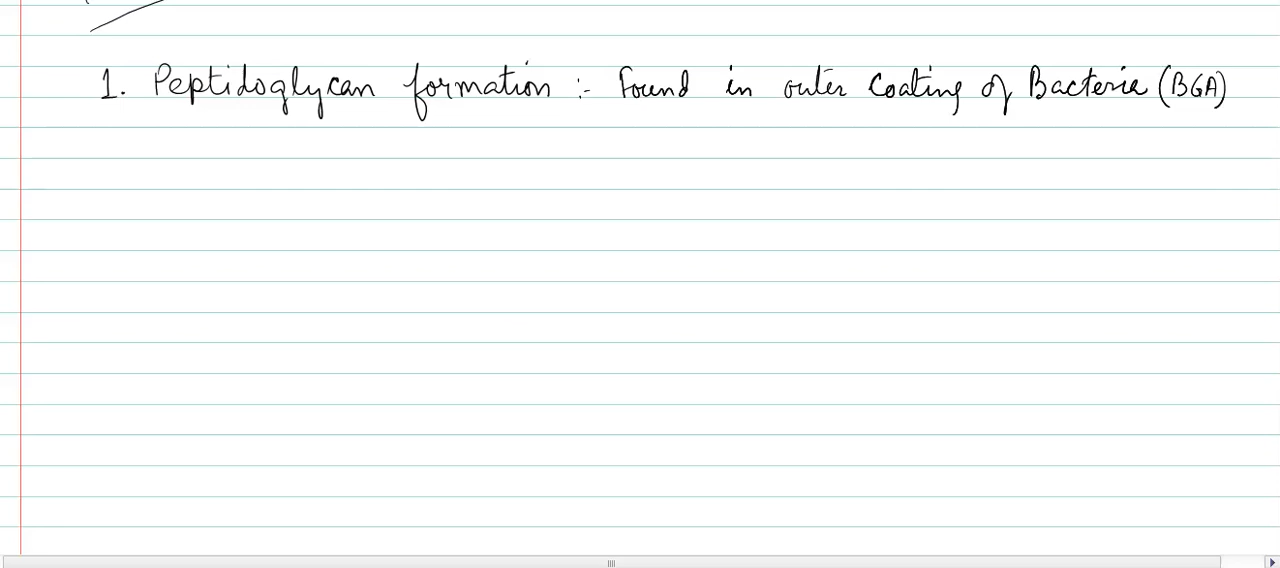 1. Peptidoglycan formation :- Found in outer Coating of Bacteria (BGA)